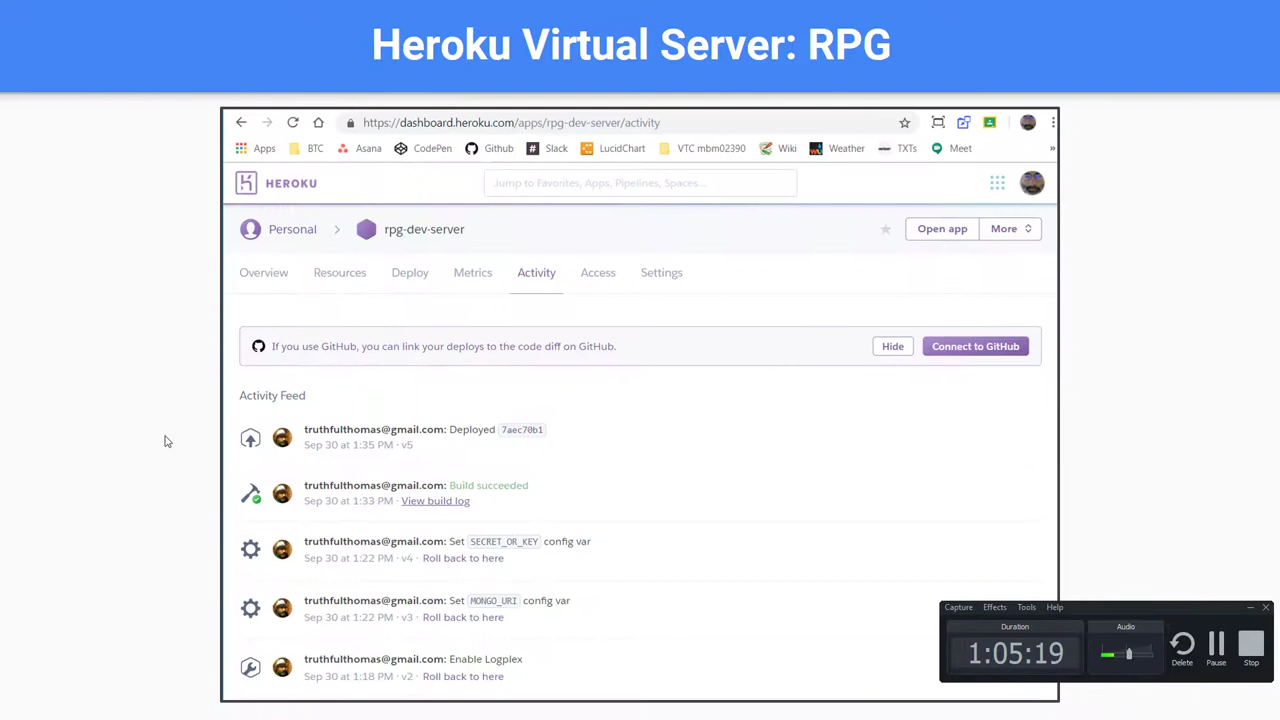 Heroku Virtual Server: RPG
https://dashboard.heroku.com/apps/rpg-dev-server/activity
Apps BTC Asana CodePen Github Slack LucidChart VTC mbm02390 Wiki Weather TXTs Meet »
HEROKU Jump to Favorites, Apps, Pipelines, Spaces...
Personal > rpg-dev-server Open app More
Overview Resources Deploy Metrics Activity Access Settings
If you use GitHub, you can link your deploys to the code diff on GitHub. Hide Connect to GitHub
Activity Feed
truthfulthomas@gmail.com: Deployed 7aec70b1
Sep 30 at 1:35 PM · v5
truthfulthomas@gmail.com: Build succeeded
Sep 30 at 1:33 PM · View build log
truthfulthomas@gmail.com: Set SECRET_OR_KEY config var
Sep 30 at 1:22 PM · v4 · Roll back to here
truthfulthomas@gmail.com: Set MONGO_URI config var
Sep 30 at 1:22 PM · v3 · Roll back to here
truthfulthomas@gmail.com: Enable Logplex
Sep 30 at 1:18 PM · v2 · Roll back to here
Capture Effects Tools Help
Duration Audio
1:05:19
Delete Pause Stop